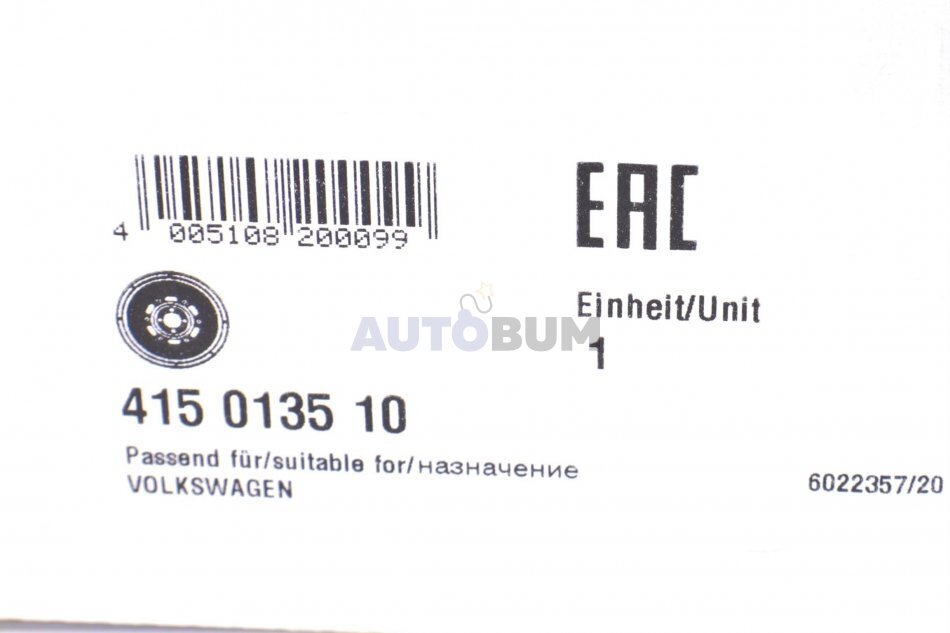 4 005108 200099
EAC
Einheit/Unit
1
AUTOBUM
415 0135 10
Passend für/suitable for/назначение
VOLKSWAGEN
6022357/20